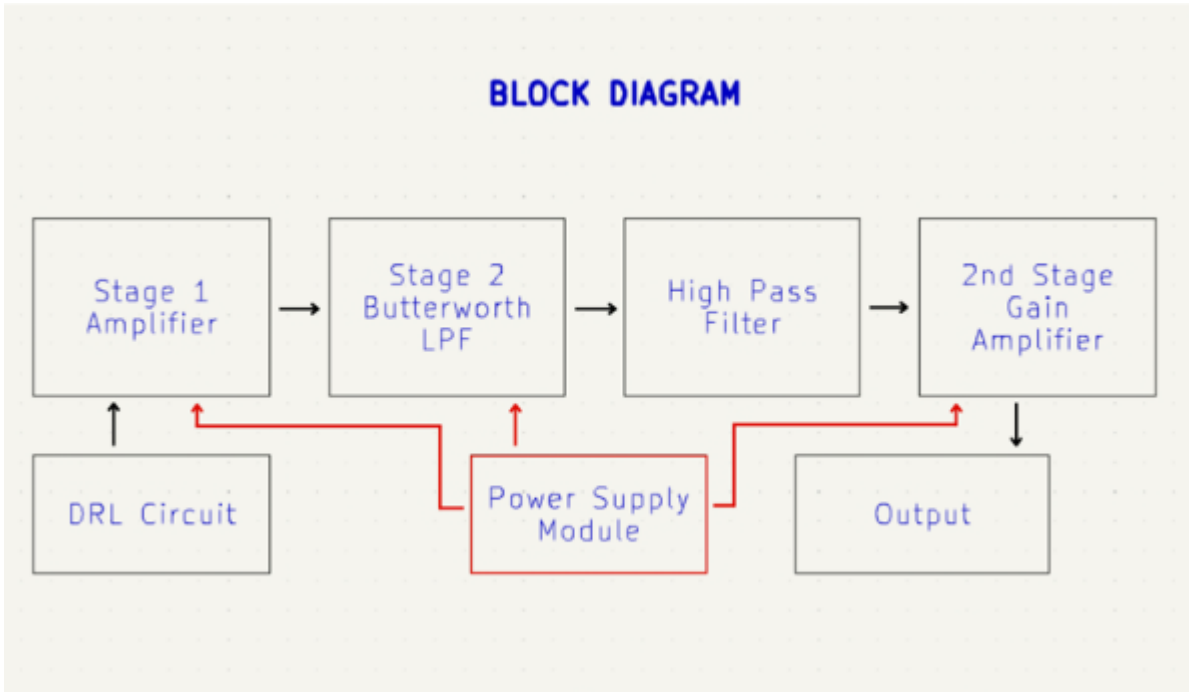 BLOCK DIAGRAM
Stage 1
Amplifier
Stage 2
Butterworth
LPF
High Pass
Filter
2nd Stage
Gain
Amplifier
DRL Circuit
Power Supply
Module
Output